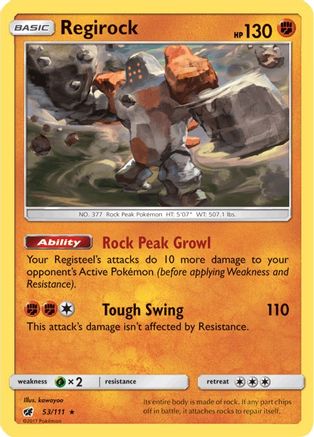 BASIC Regirock HP 130
NO. 377 Rock Peak Pokémon HT: 5'07" WT: 507.1 lbs.
Ability Rock Peak Growl
Your Registeel's attacks do 10 more damage to your
opponent's Active Pokémon (before applying Weakness and
Resistance).
Tough Swing 110
This attack's damage isn't affected by Resistance.
weakness ×2 resistance retreat
Illus. kawayoo
53/111 ★
©2017 Pokémon
Its entire body is made of rock. If any part chips
off in battle, it attaches rocks to repair itself.